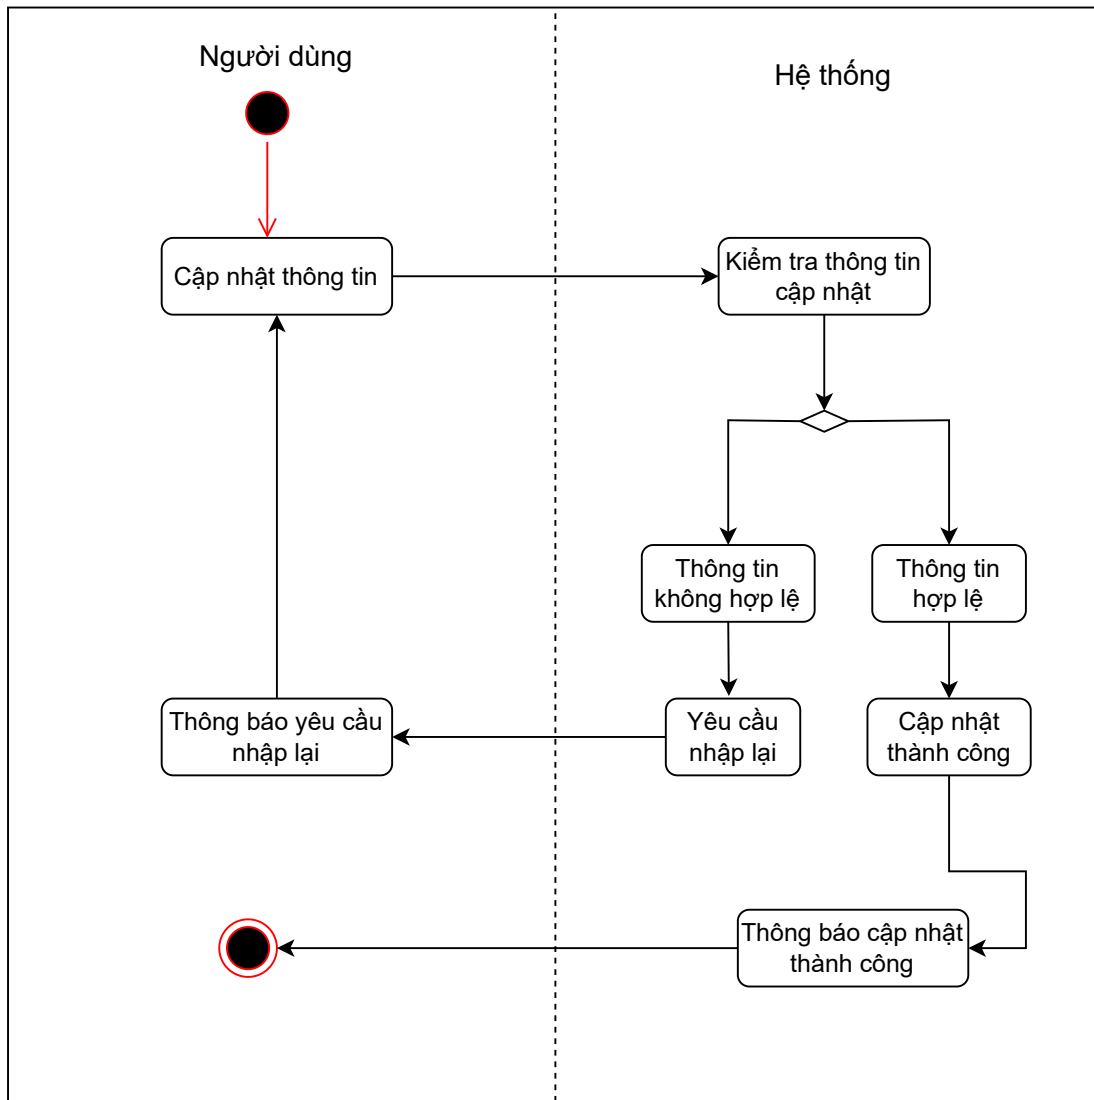 Người dùng
Hệ thống
Cập nhật thông tin
Kiểm tra thông tin
cập nhật
Thông tin
không hợp lệ
Thông tin
hợp lệ
Thông báo yêu cầu
nhập lại
Yêu cầu
nhập lại
Cập nhật
thành công
Thông báo cập nhật
thành công